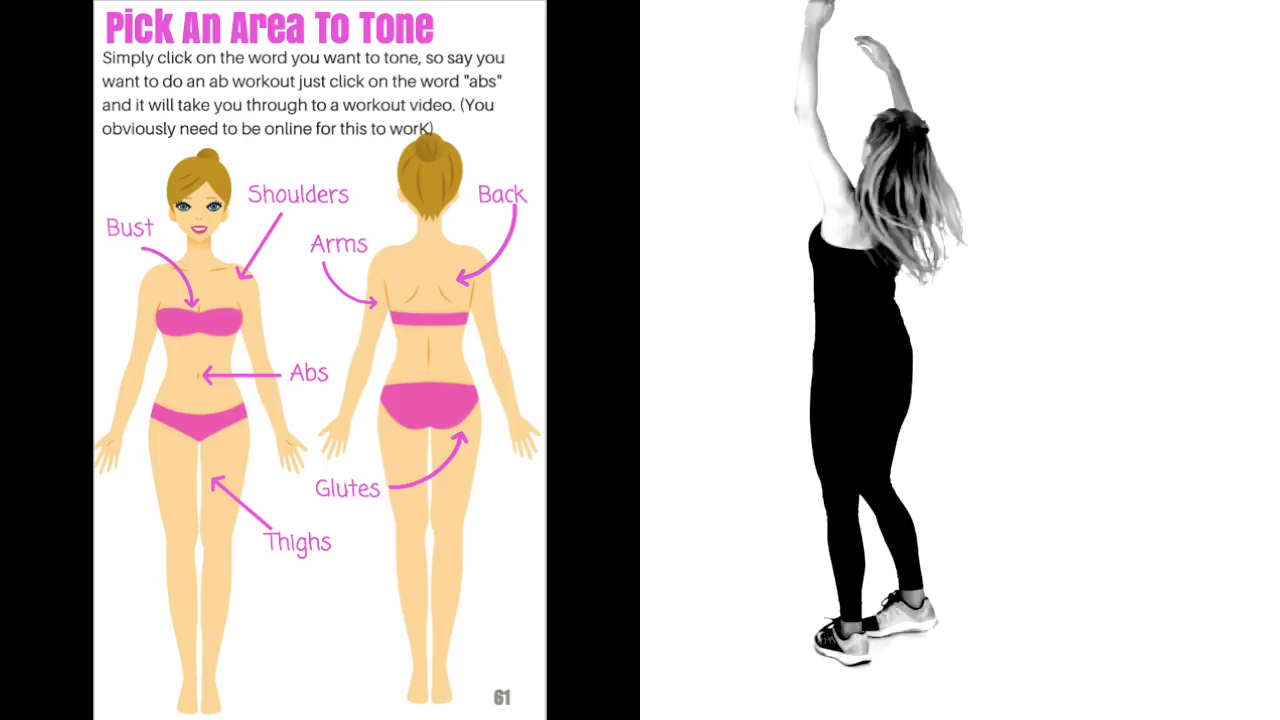 Pick An Area To Tone
Simply click on the word you want to tone, so say you
want to do an ab workout just click on the word "abs"
and it will take you through to a workout video. (You
obviously need to be online for this to worK)
Shoulders
Back
Bust
Arms
Abs
Glutes
Thighs
61